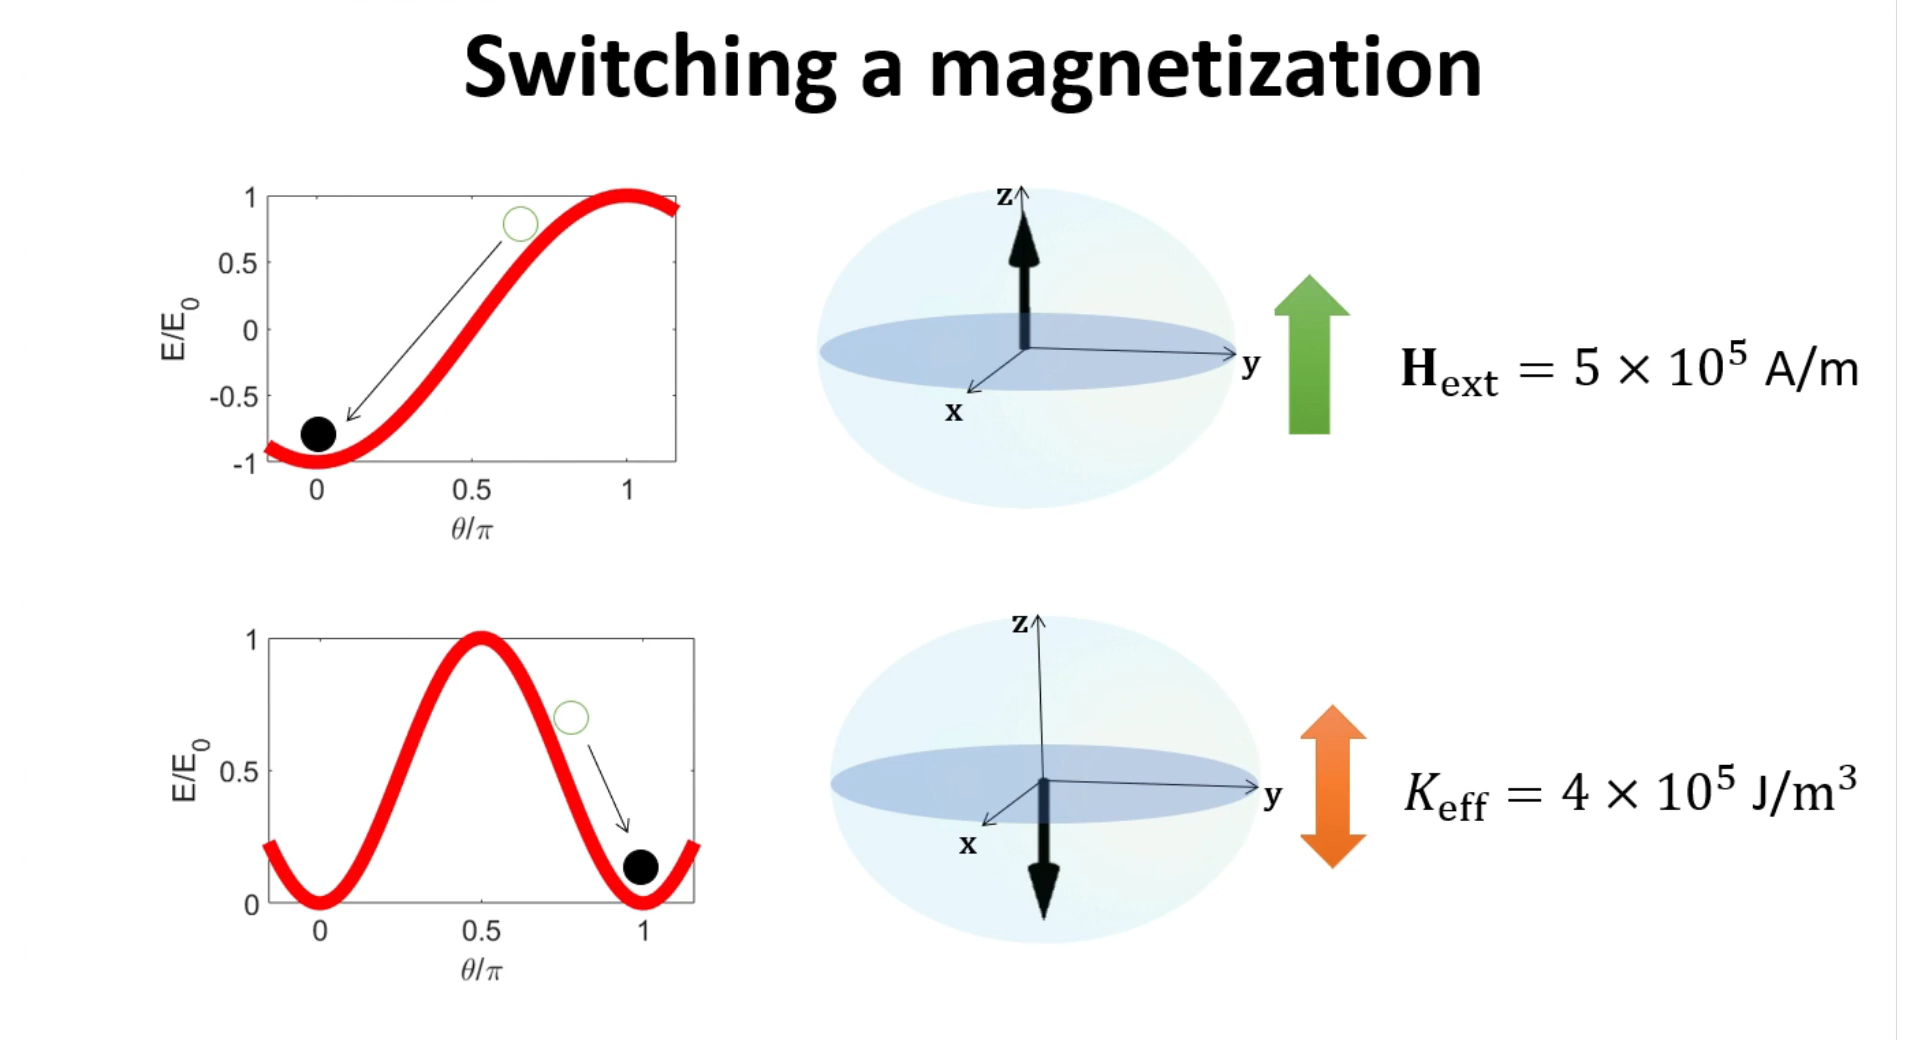 Switching a magnetization
1
0.5
0
-0.5
-1
E/E₀
0 0.5 1
θ/π
z
y
x
𝐇ₑₓₜ = 5 × 10⁵ A/m
1
0.5
0
E/E₀
0 0.5 1
θ/π
z
y
x
K_eff = 4 × 10⁵ J/m³